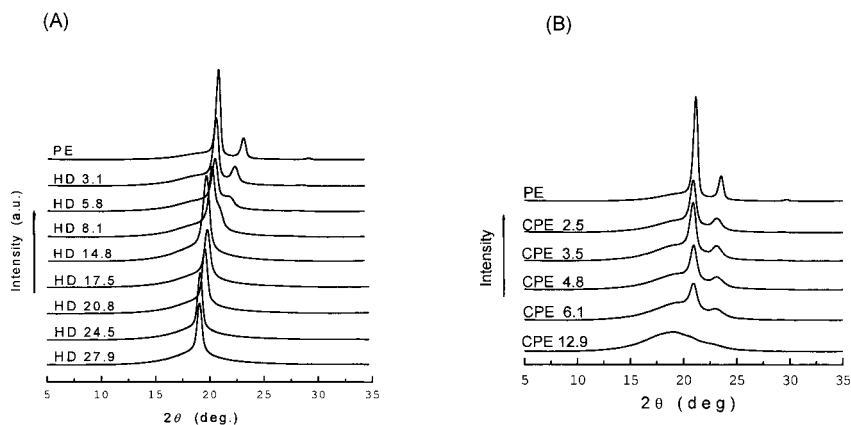 (A)
PE
HD 3.1
HD 5.8
HD 8.1
HD 14.8
HD 17.5
HD 20.8
HD 24.5
HD 27.9
Intensity (a.u.)
5 10 15 20 25 30 35
2θ (deg.)
(B)
PE
CPE 2.5
CPE 3.5
CPE 4.8
CPE 6.1
CPE 12.9
Intensity
5 10 15 20 25 30 35
2θ (deg)